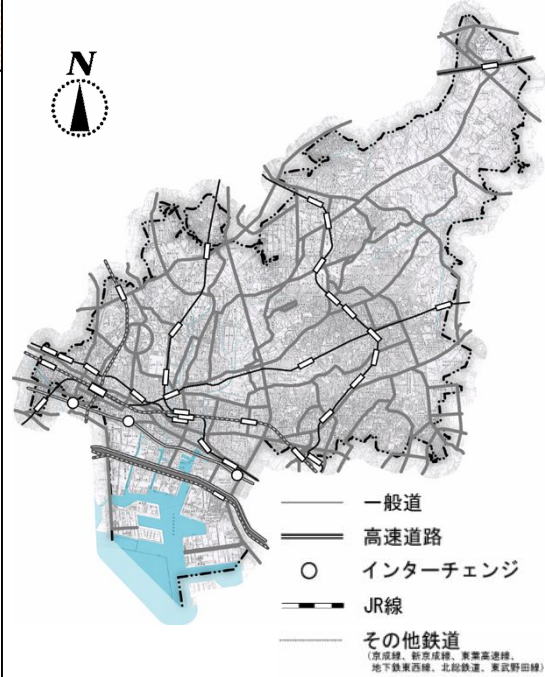 N
一般道
高速道路
インターチェンジ
JR線
その他鉄道
（京成線、新京成線、東葉高速線、
地下鉄東西線、北総鉄道、東武野田線）